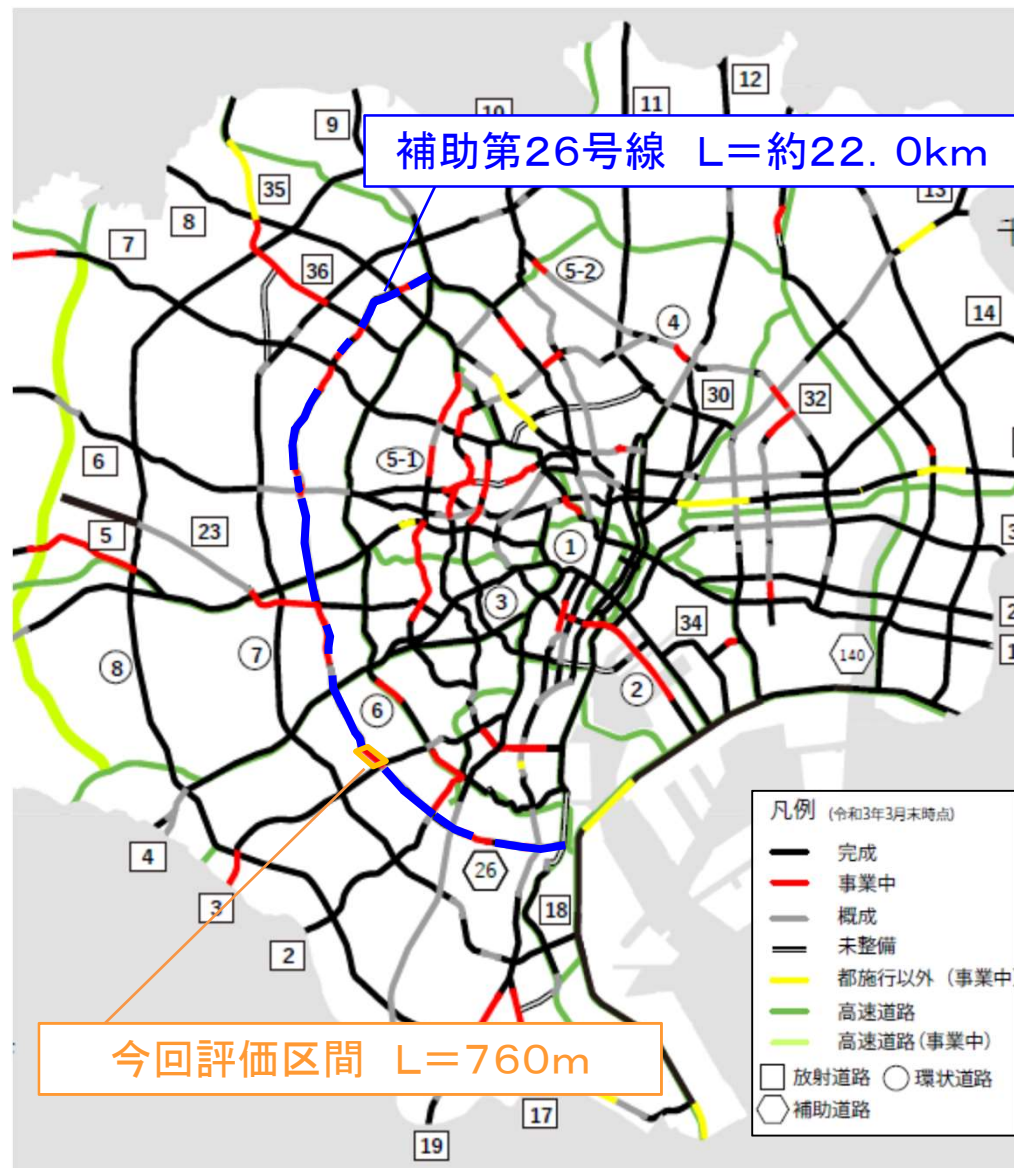 12
11
9
10
補助第26号線 L=約22.0km
35
8
13
7
36
5-2
14
4
30
32
6
5-1
5
23
1
3
34
8
7
2
140
6
4
26
3
18
2
凡例 (令和3年3月末時点)
完成
事業中
概成
未整備
都施行以外(事業中)
高速道路
高速道路(事業中)
放射道路 環状道路
補助道路
今回評価区間 L=760m
17
19